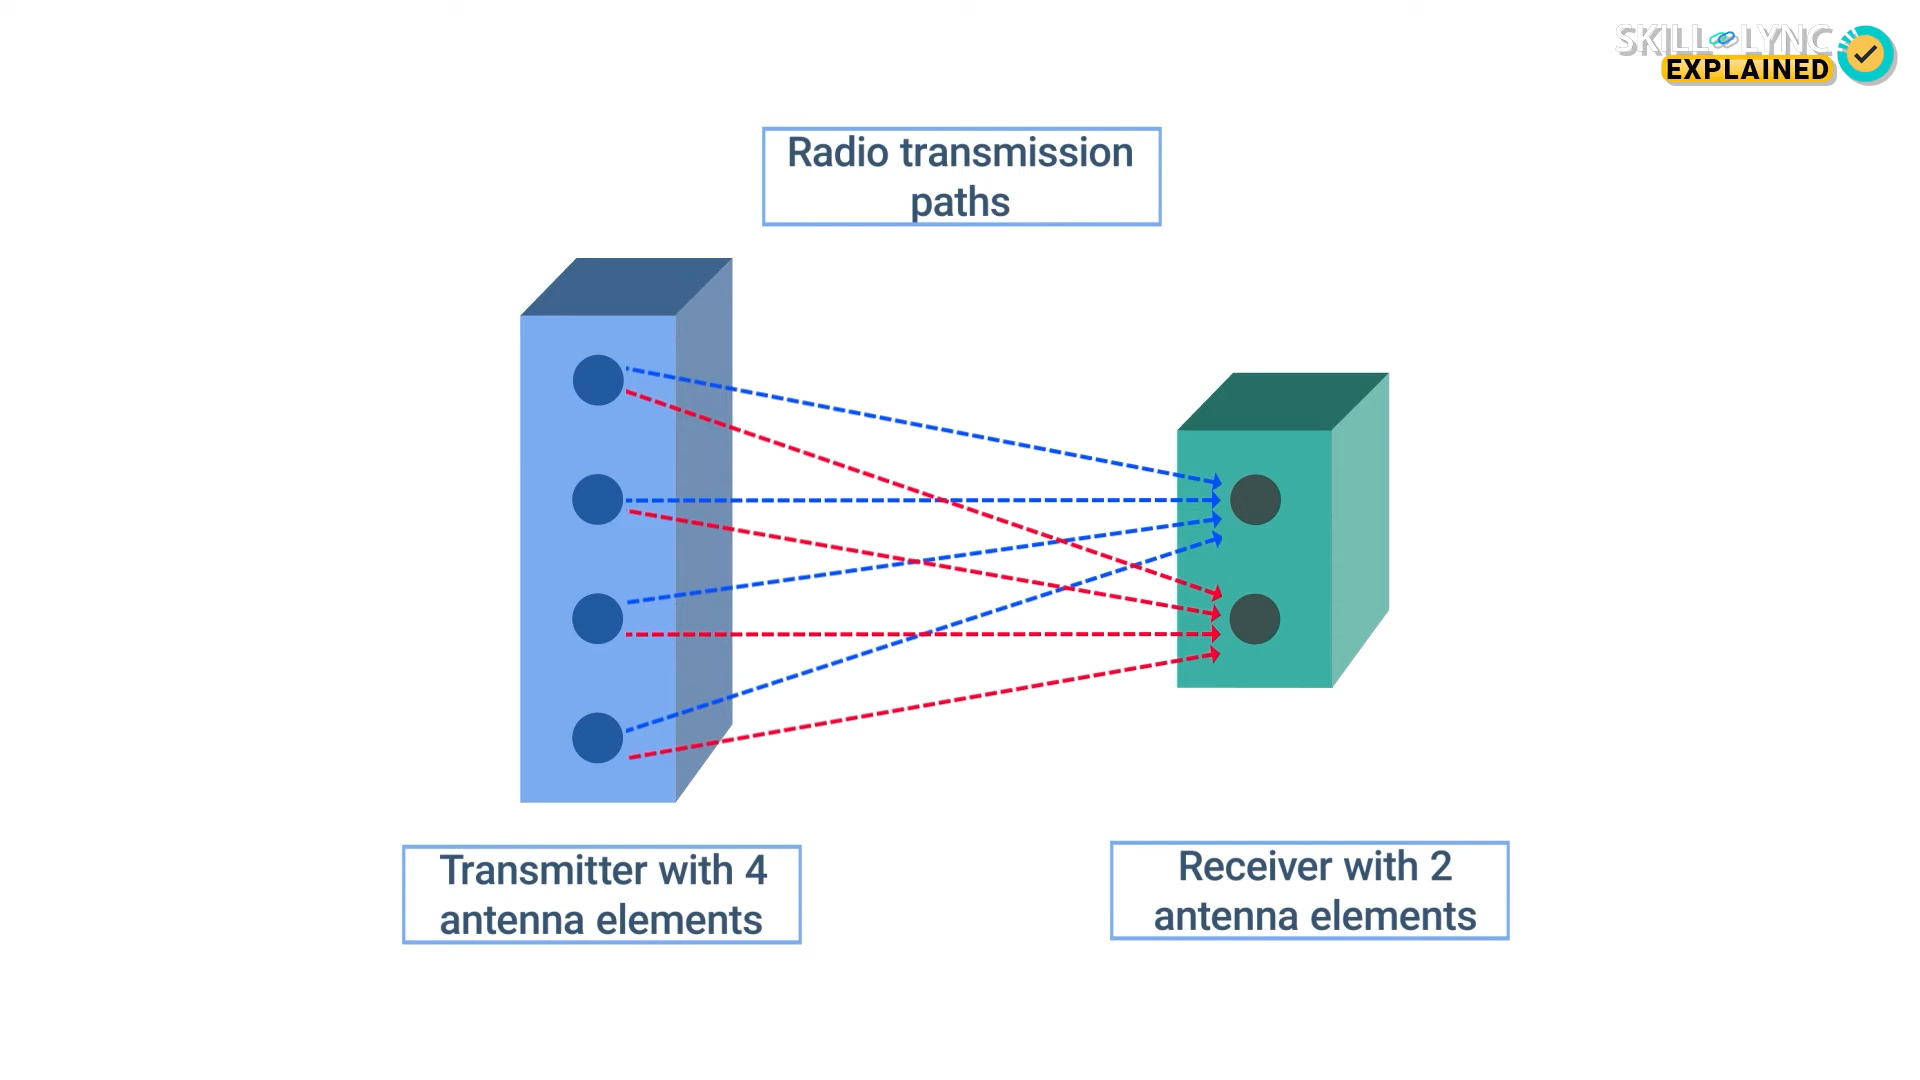 SKILL LYNC
EXPLAINED
Radio transmission
paths
Transmitter with 4
antenna elements
Receiver with 2
antenna elements